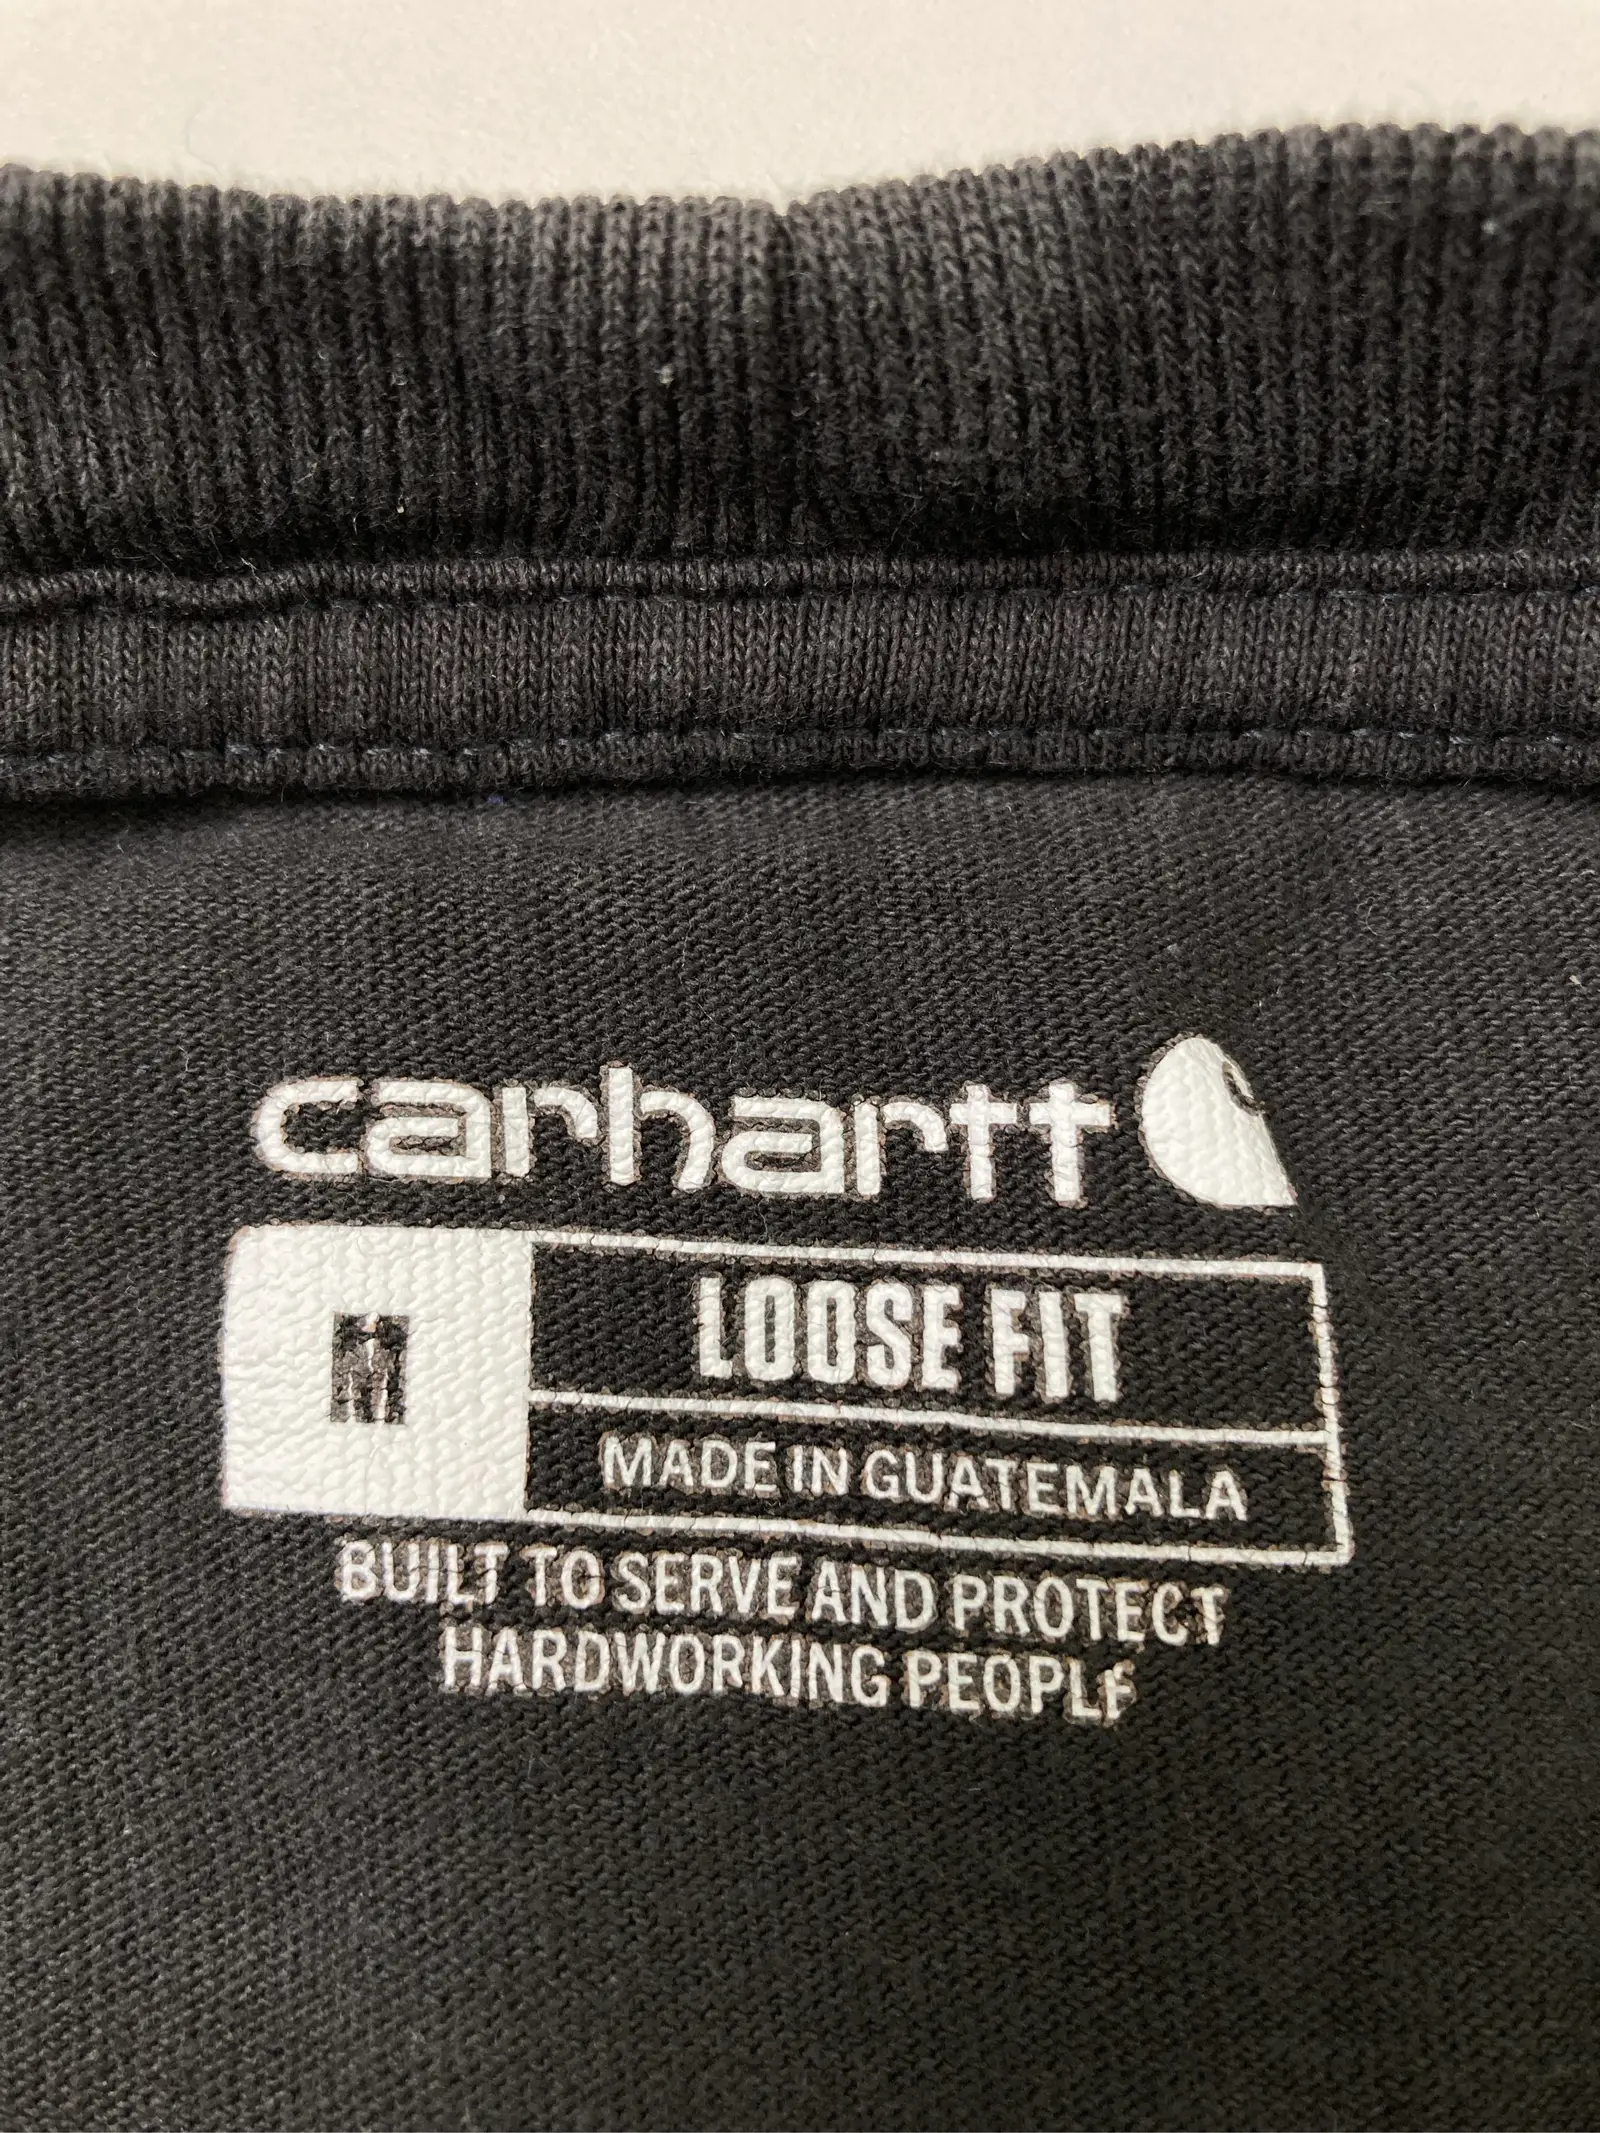 carhartt
M
LOOSE FIT
MADE IN GUATEMALA
BUILT TO SERVE AND PROTECT
HARDWORKING PEOPLE